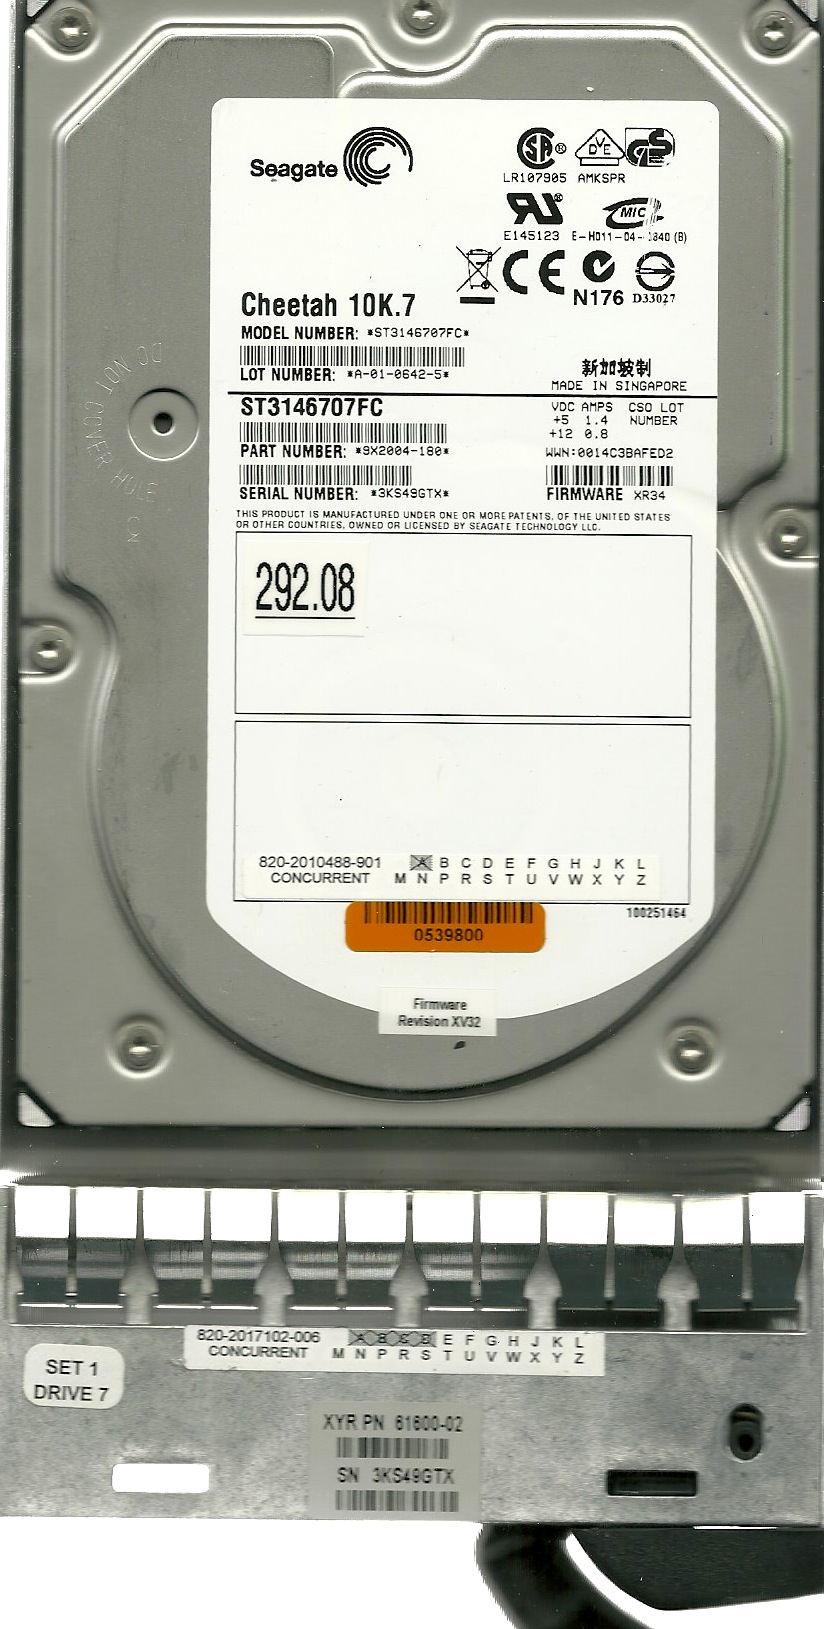 Seagate
LR107905 AMKSPR
E145123 E-H011-04-3840 (B)
MIC
N176 D33027
Cheetah 10K.7
MODEL NUMBER: *ST3146707FC*
LOT NUMBER: *A-01-0642-5*
新加坡制
MADE IN SINGAPORE
ST3146707FC
VDC AMPS CSO LOT
+5 1.4 NUMBER
+12 0.8
PART NUMBER: *9X2004-180*
WWN:0014C3BAFED2
SERIAL NUMBER: *3KS49GTX*
FIRMWARE XR34
THIS PRODUCT IS MANUFACTURED UNDER ONE OR MORE PATENTS, OF THE UNITED STATES
OR OTHER COUNTRIES, OWNED OR LICENSED BY SEAGATE TECHNOLOGY LLC.
DO NOT COVER HOLE
292.08
820-2010488-901 A B C D E F G H J K L
CONCURRENT M N P R S T U V W X Y Z
100251464
0539800
Firmware
Revision XV32
820-2017102-006 A B C D E F G H J K L
CONCURRENT M N P R S T U V W X Y Z
SET 1
DRIVE 7
XYR PN 61600-02
SN 3KS49GTX